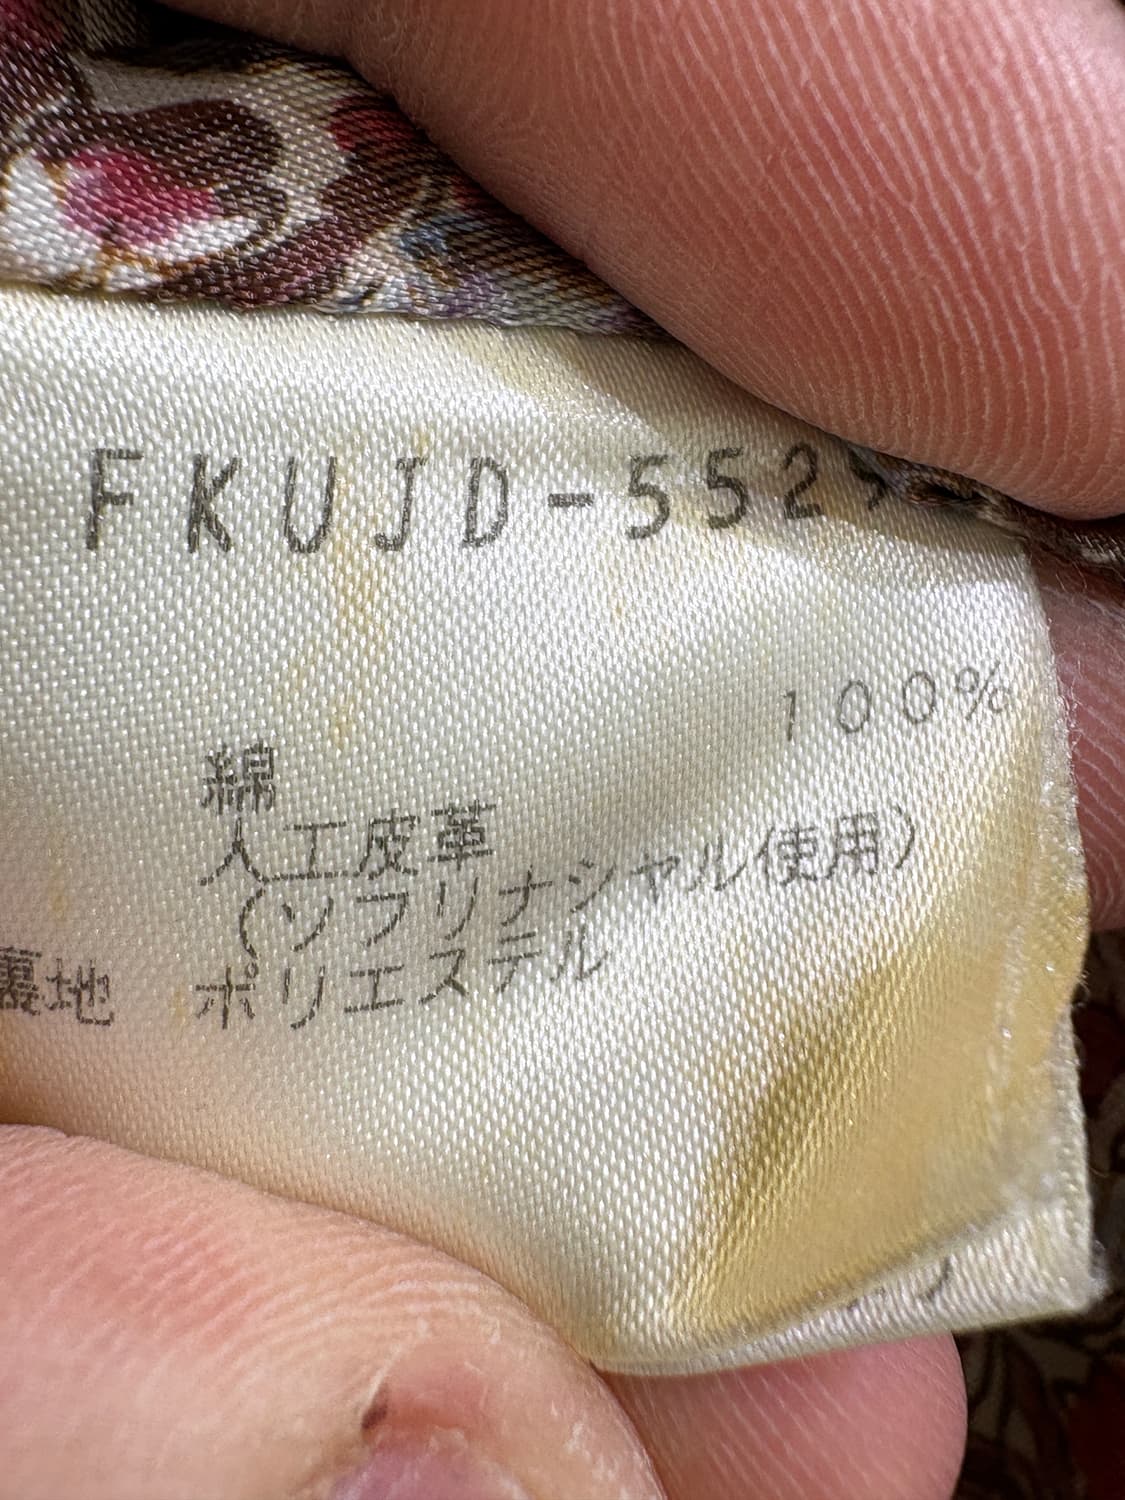 FKUJD-552
100%
綿
人工皮革
(ソフリナシャル使用)
裏地 ポリエステル